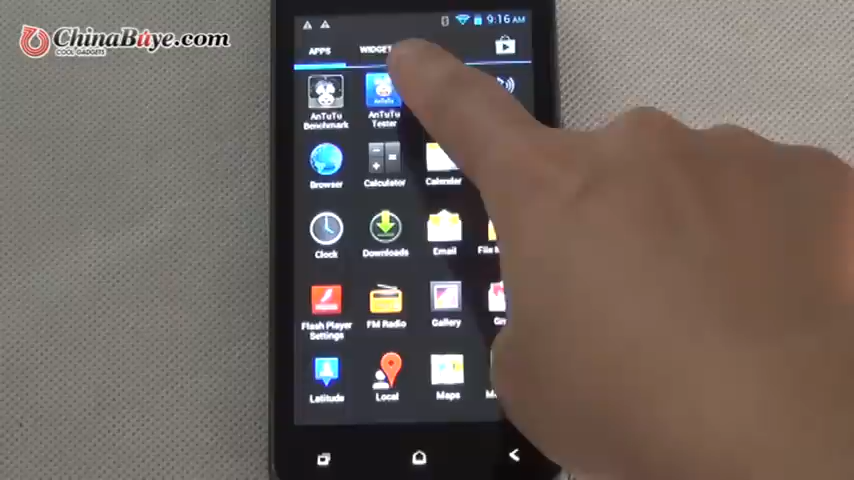 ChinaBuye.com
COOL GADGETS
9:16 AM
APPS
WIDGET
AnTuTu
Benchmark
AnTuTu
Tester
Browser
Calculator
Calendar
Clock
Downloads
Email
File M
Flash Player
Settings
FM Radio
Gallery
Latitude
Local
Maps